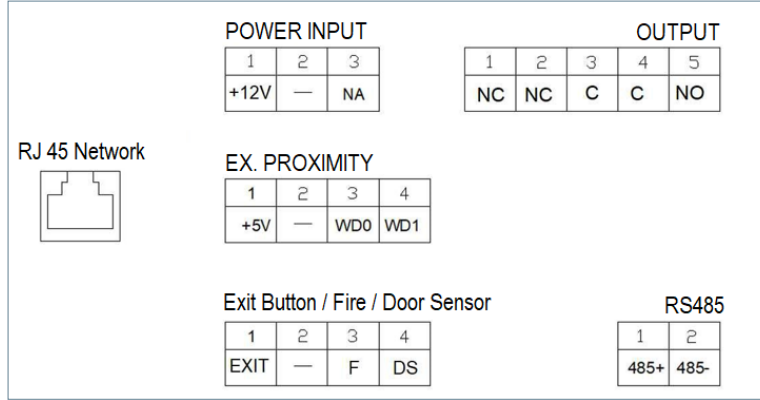 POWER INPUT
1 2 3
+12V — NA
OUTPUT
1 2 3 4 5
NC NC C C NO
RJ 45 Network
EX. PROXIMITY
1 2 3 4
+5V — WD0 WD1
Exit Button / Fire / Door Sensor
1 2 3 4
EXIT — F DS
RS485
1 2
485+ 485-